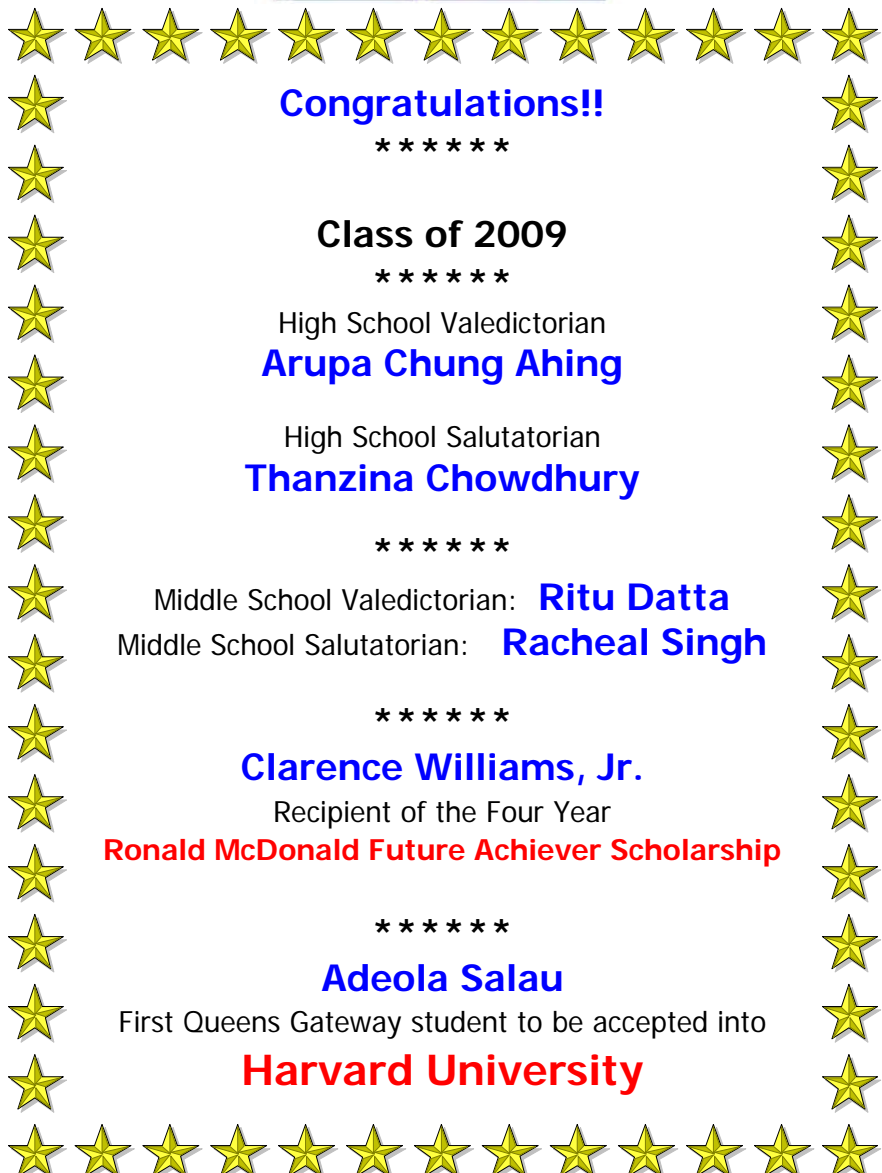 Congratulations!!
******
Class of 2009
******
High School Valedictorian
Arupa Chung Ahing
High School Salutatorian
Thanzina Chowdhury
******
Middle School Valedictorian: Ritu Datta
Middle School Salutatorian: Racheal Singh
******
Clarence Williams, Jr.
Recipient of the Four Year
Ronald McDonald Future Achiever Scholarship
******
Adeola Salau
First Queens Gateway student to be accepted into
Harvard University